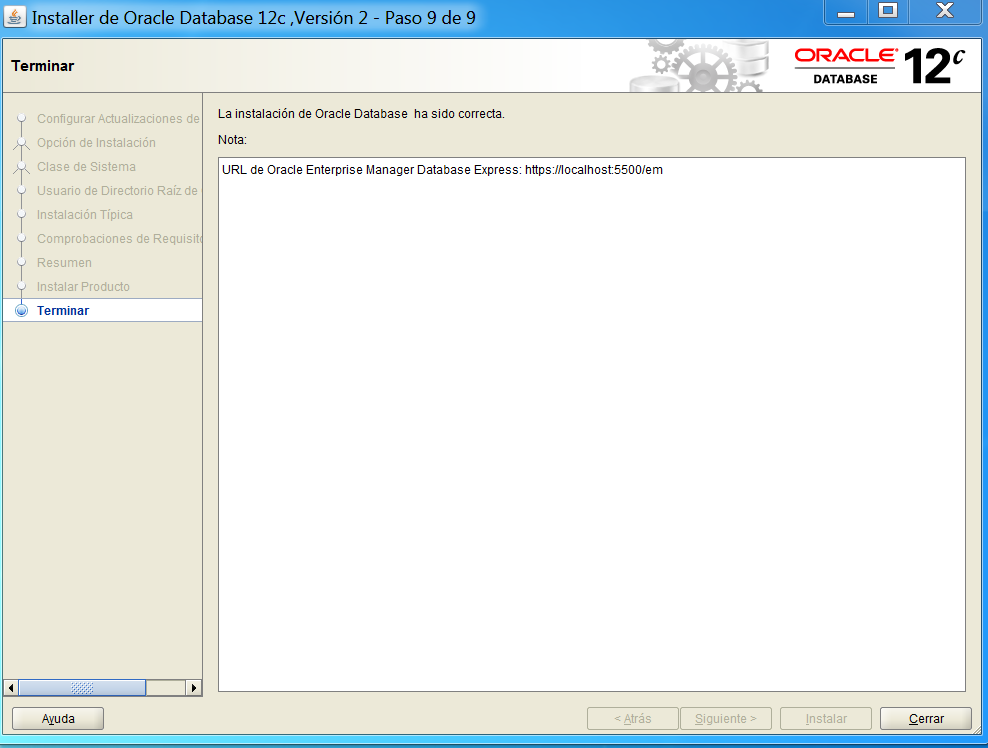 Installer de Oracle Database 12c ,Versión 2 - Paso 9 de 9
Terminar
ORACLE
DATABASE
12c
Configurar Actualizaciones de
Opción de Instalación
Clase de Sistema
Usuario de Directorio Raíz de
Instalación Típica
Comprobaciones de Requisito
Resumen
Instalar Producto
Terminar
La instalación de Oracle Database  ha sido correcta.
Nota:
URL de Oracle Enterprise Manager Database Express: https://localhost:5500/em
Ayuda
< Atrás
Siguiente >
Instalar
Cerrar